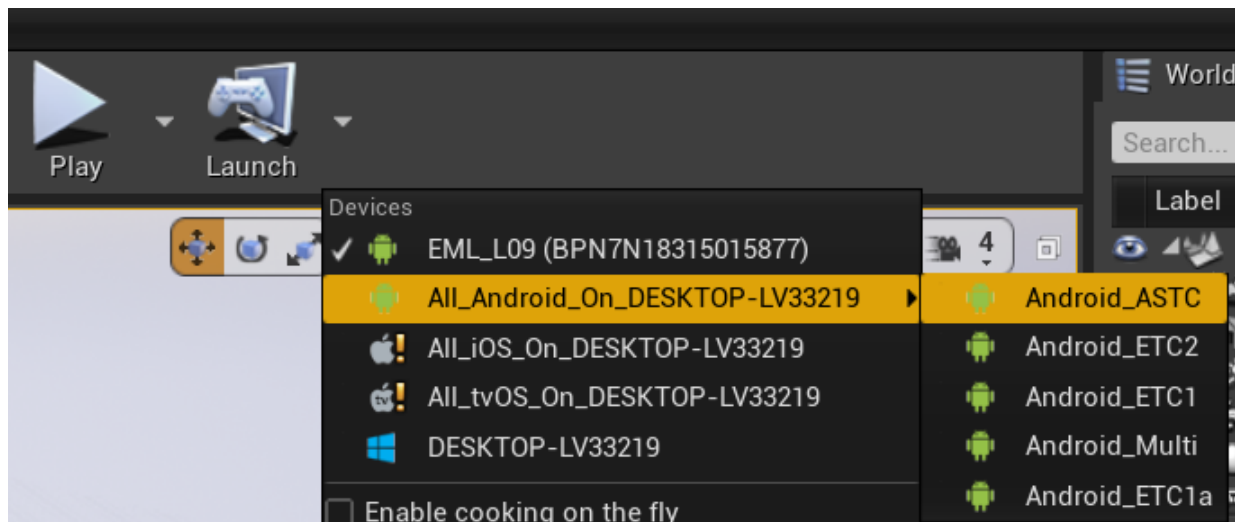 World
Play
Launch
Search...
Label
Devices
EML_L09 (BPN7N18315015877)
4
All_Android_On_DESKTOP-LV33219
Android_ASTC
All_iOS_On_DESKTOP-LV33219
Android_ETC2
All_tvOS_On_DESKTOP-LV33219
Android_ETC1
DESKTOP-LV33219
Android_Multi
Enable cooking on the fly
Android_ETC1a